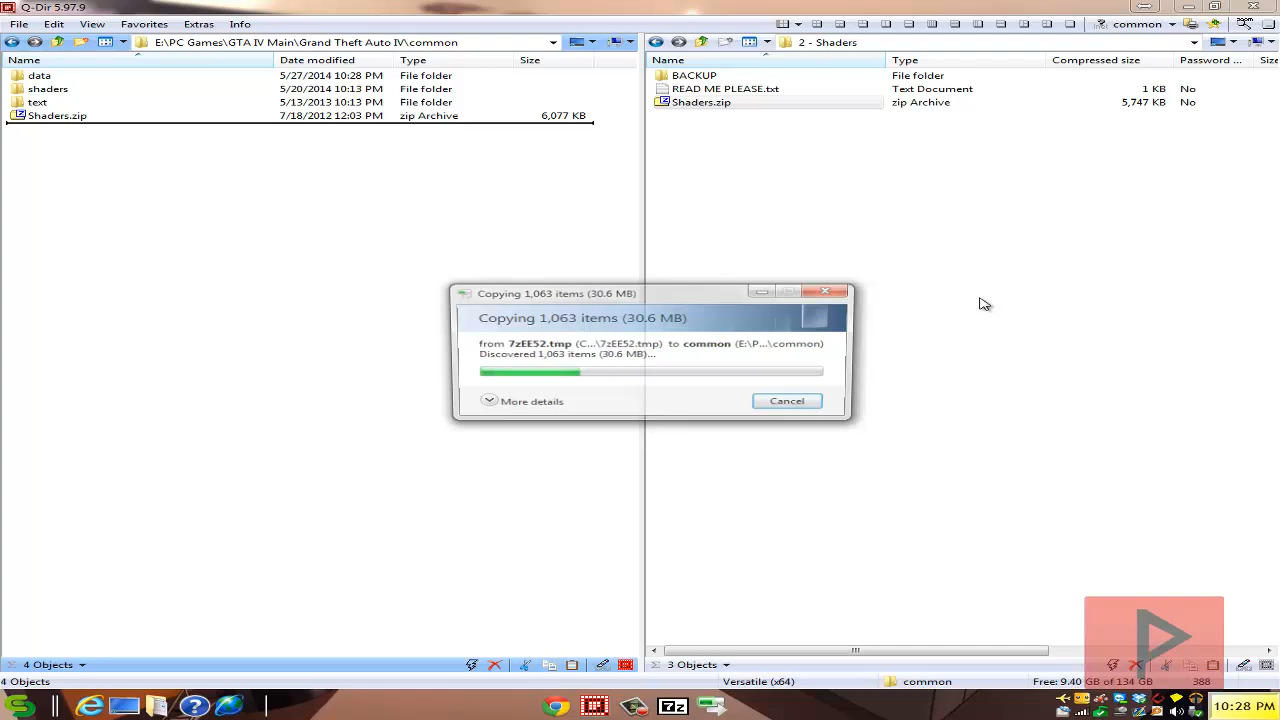 Q-Dir 5.97.9
File Edit View Favorites Extras Info common
E:\PC Games\GTA IV Main\Grand Theft Auto IV\common
Name Date modified Type Size
data 5/27/2014 10:28 PM File folder
shaders 5/20/2014 10:13 PM File folder
text 5/13/2013 10:13 PM File folder
Shaders.zip 7/18/2012 12:03 PM zip Archive 6,077 KB
2 - Shaders
Name Type Compressed size Password ... Size
BACKUP File folder
READ ME PLEASE.txt Text Document 1 KB No
Shaders.zip zip Archive 5,747 KB No
Copying 1,063 items (30.6 MB)
Copying 1,063 items (30.6 MB)
from 7zEE52.tmp (C...\7zEE52.tmp) to common (E:\P...\common)
Discovered 1,063 items (30.6 MB)...
More details Cancel
4 Objects 3 Objects
4 Objects Versatile (x64) common Free: 9.40 GB of 134 GB 388
7z
10:28 PM